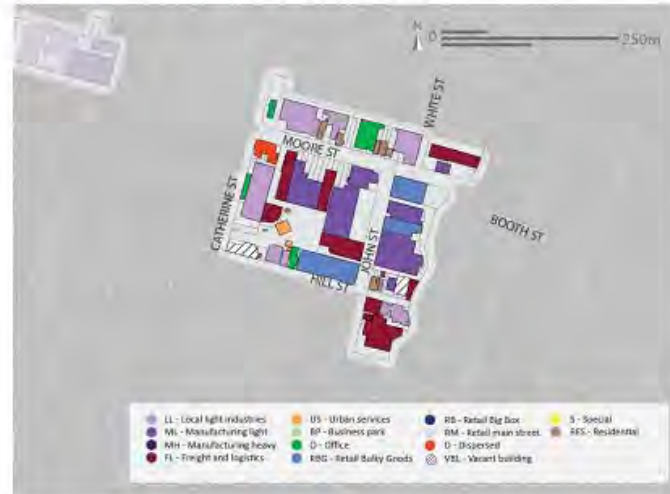 N
0
250m
WHITE ST
MOORE ST
BOOTH ST
CATHERINE ST
JOHN ST
HILL ST
LL - Local light industries
ML - Manufacturing light
MH - Manufacturing heavy
FL - Freight and logistics
US - Urban services
BP - Business park
O - Office
RBG - Retail Bulky Goods
RB - Retail Big Box
RM - Retail main street
D - Dispersed
VBL - Vacant building
S - Special
RES - Residential